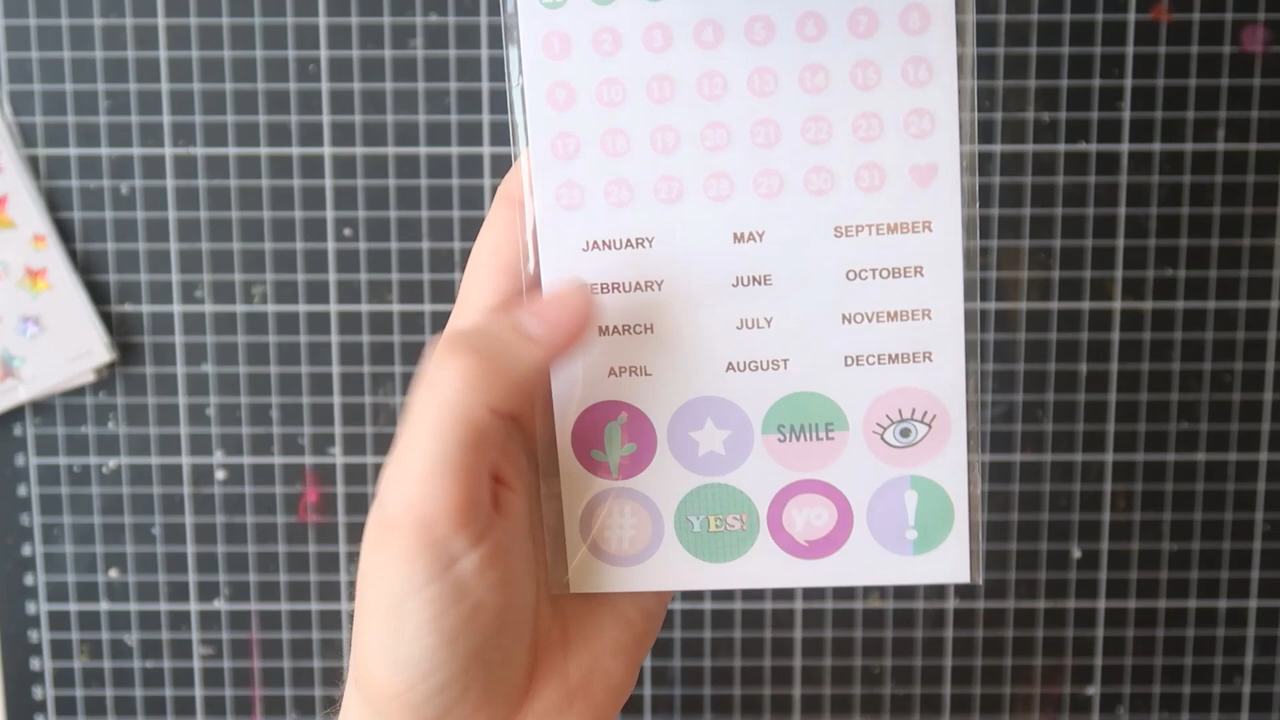 1 2 3 4 5 6 7 8
9 10 11 12 13 14 15 16
17 18 19 20 21 22 23 24
25 26 27 28 29 30 31
JANUARY MAY SEPTEMBER
EBRUARY JUNE OCTOBER
MARCH JULY NOVEMBER
APRIL AUGUST DECEMBER
SMILE
# YES! yo !